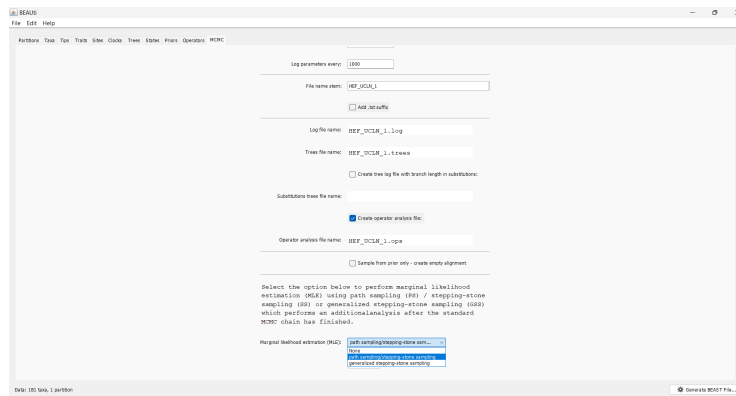 BEAUti
File Edit Help
Partitions Taxa Tips Traits Sites Clocks Trees States Priors Operators MCMC
Log parameters every: 1000
File name stem: HEF_UCLN_1
Add .txt suffix
Log file name: HEF_UCLN_1.log
Trees file name: HEF_UCLN_1.trees
Create tree log file with branch length in substitutions:
Substitutions trees file name:
Create operator analysis file:
Operator analysis file name: HEF_UCLN_1.ops
Sample from prior only - create empty alignment
Select the option below to perform marginal likelihood
estimation (MLE) using path sampling (PS) / stepping-stone
sampling (SS) or generalized stepping-stone sampling (GSS)
which performs an additionalanalysis after the standard
MCMC chain has finished.
Marginal likelihood estimation (MLE): path sampling/stepping-stone sam...
None
path sampling/stepping-stone sampling
generalized stepping-stone sampling
Data: 181 taxa, 1 partition
Generate BEAST File...